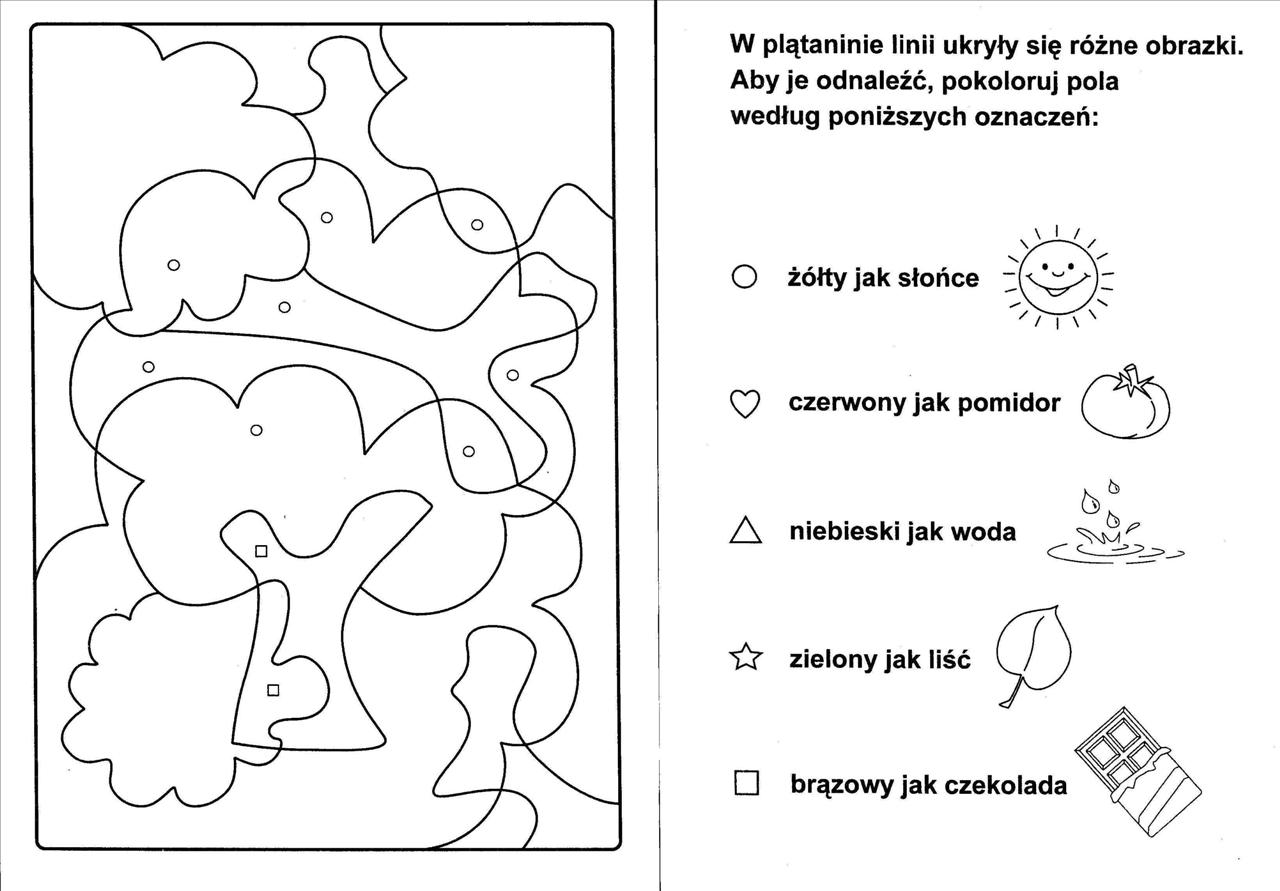 W plątaninie linii ukryły się różne obrazki.
Aby je odnaleźć, pokoloruj pola
według poniższych oznaczeń:
żółty jak słońce
czerwony jak pomidor
niebieski jak woda
zielony jak liść
brązowy jak czekolada